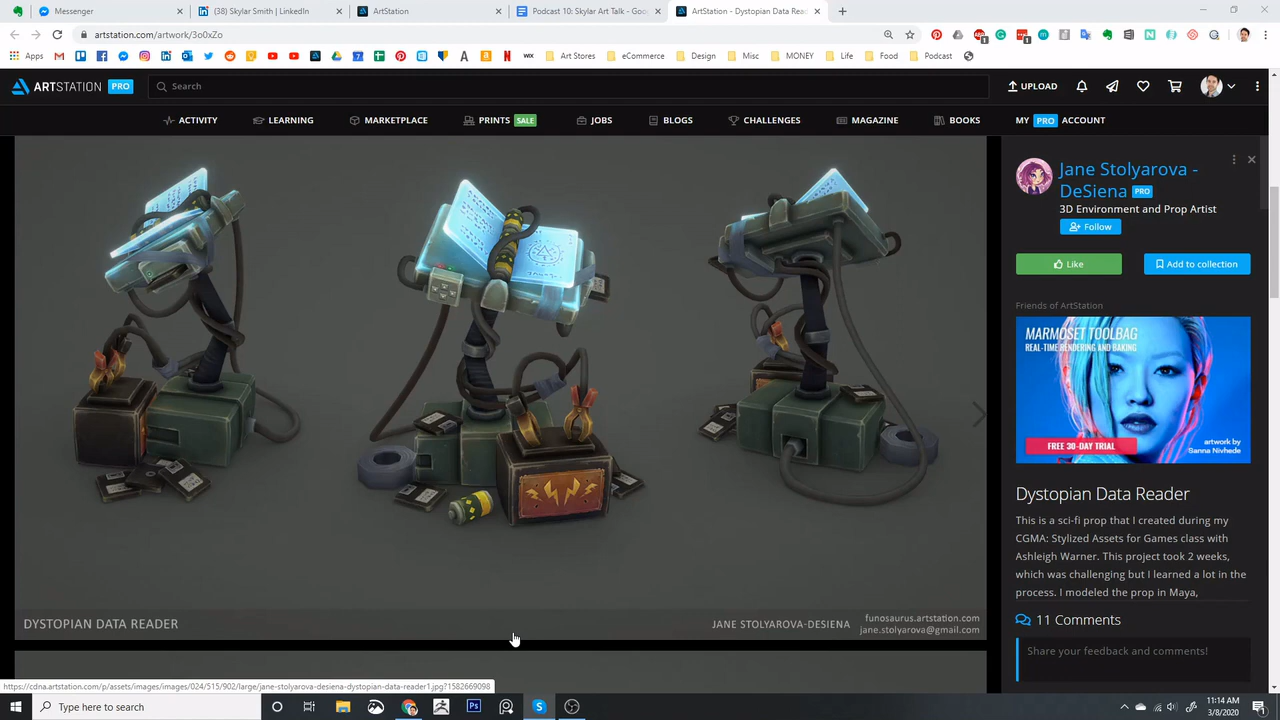 Messenger
(38) Skylar Smith | LinkedIn
ArtStation
Podcast 10: Skylar Art Talk - Goo
ArtStation - Dystopian Data Read
artstation.com/artwork/3o0xZo
Apps
Art Stores
eCommerce
Design
Misc
MONEY
Life
Food
Podcast
ARTSTATION PRO
Search
UPLOAD
ACTIVITY
LEARNING
MARKETPLACE
PRINTS SALE
JOBS
BLOGS
CHALLENGES
MAGAZINE
BOOKS
MY PRO ACCOUNT
Jane Stolyarova -
DeSiena PRO
3D Environment and Prop Artist
Follow
Like
Add to collection
Friends of ArtStation
MARMOSET TOOLBAG
REAL-TIME RENDERING AND BAKING
FREE 30-DAY TRIAL
artwork by
Sanna Nivhede
Dystopian Data Reader
This is a sci-fi prop that I created during my
CGMA: Stylized Assets for Games class with
Ashleigh Warner. This project took 2 weeks,
which was challenging but I learned a lot in the
process. I modeled the prop in Maya,
11 Comments
Share your feedback and comments!
DYSTOPIAN DATA READER
JANE STOLYAROVA-DESIENA
funosaurus.artstation.com
jane.stolyarova@gmail.com
https://cdna.artstation.com/p/assets/images/images/024/515/902/large/jane-stolyarova-desiena-dystopian-data-reader1.jpg?1582669098
Type here to search
11:14 AM
3/8/2020